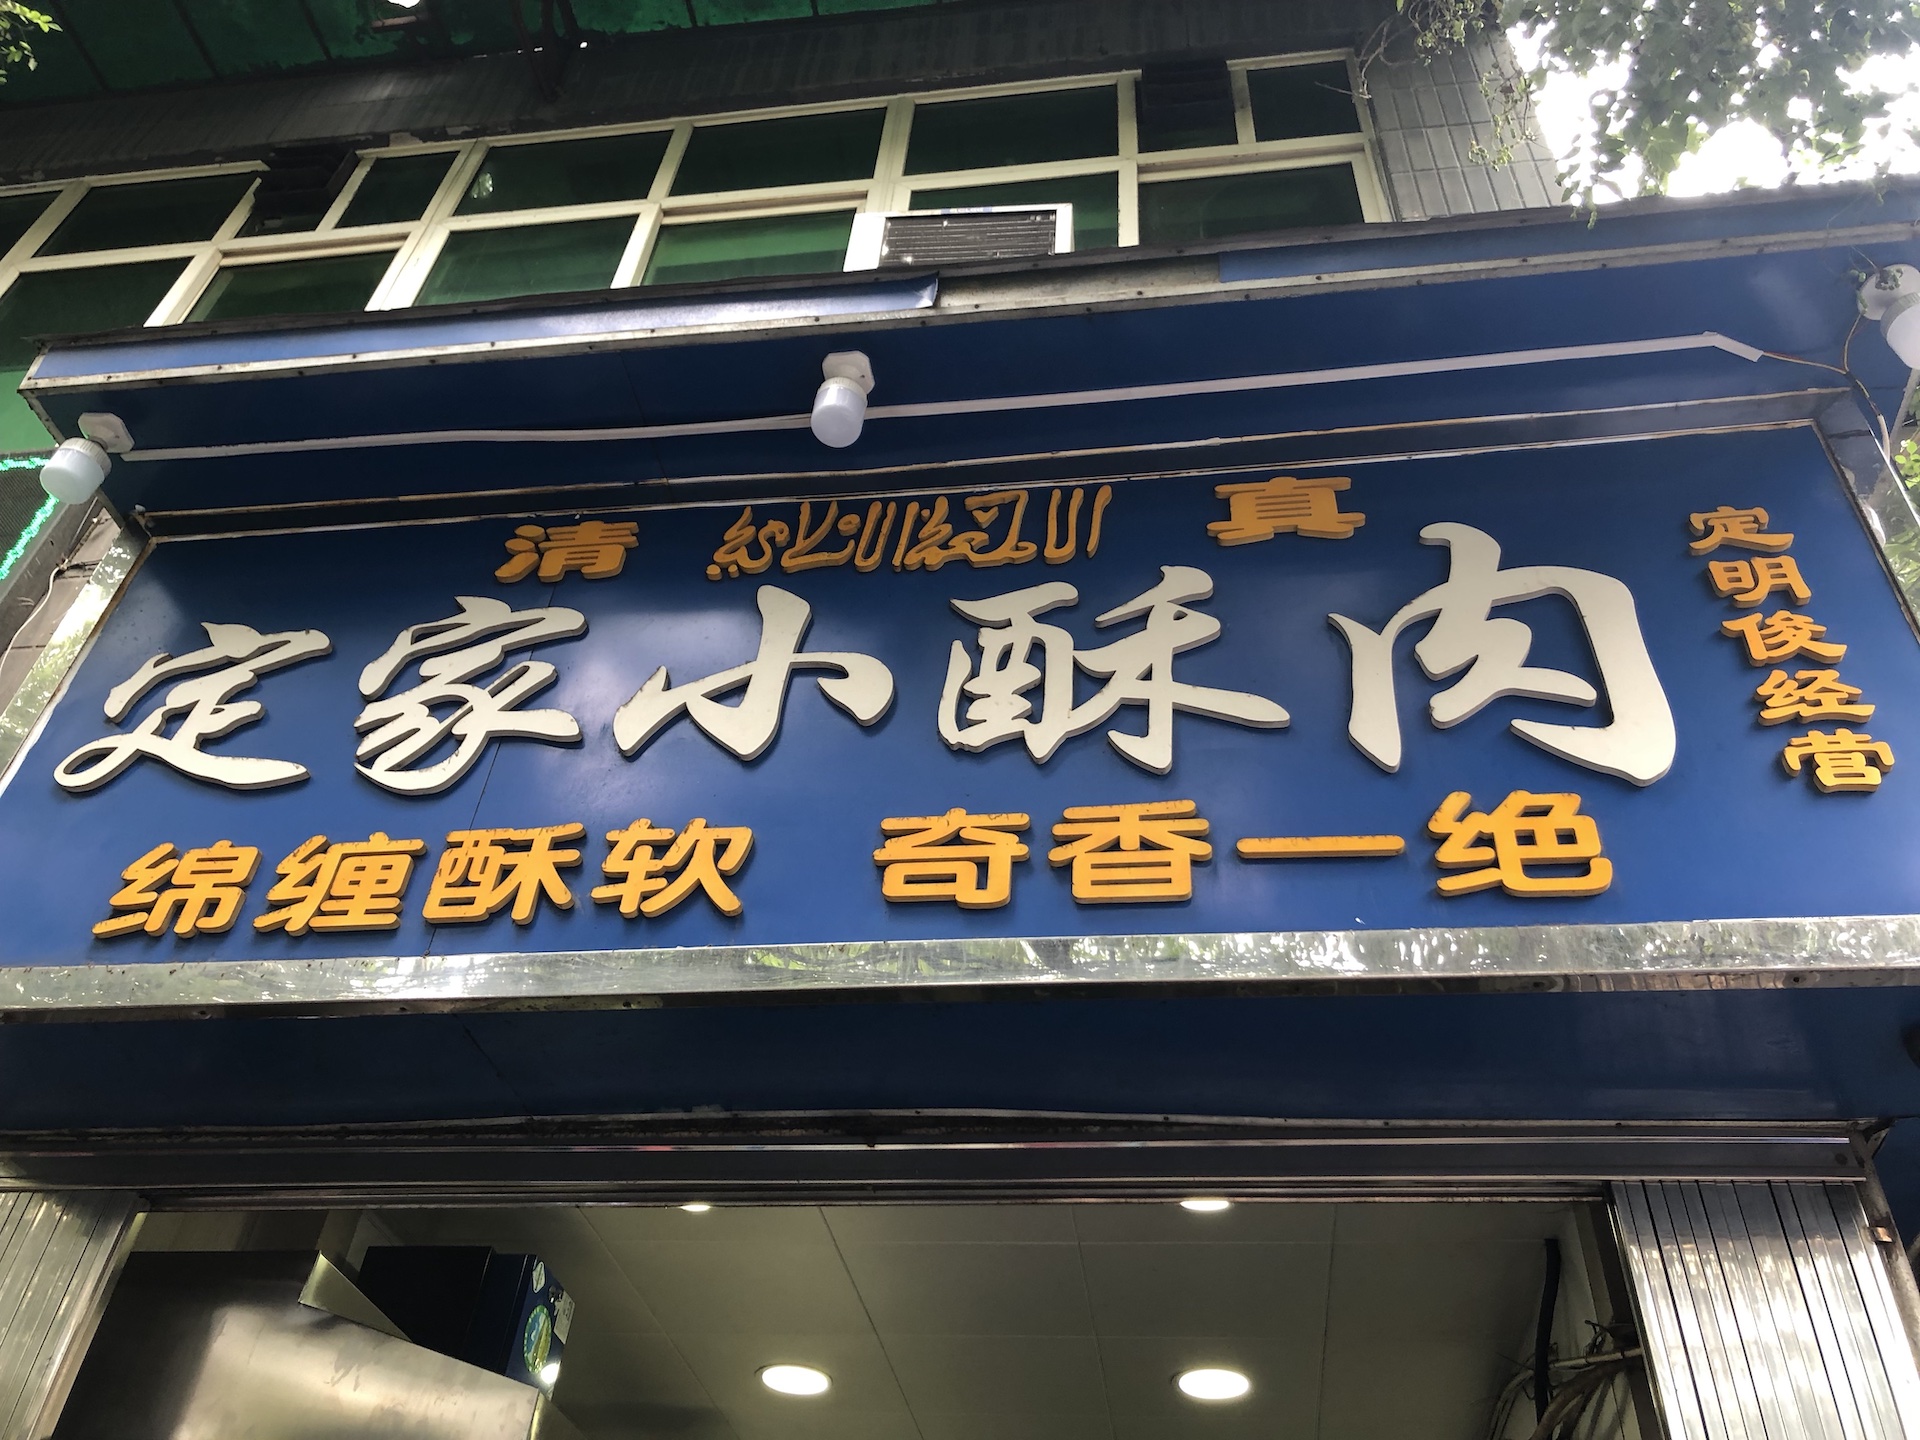 清 真
定家小酥肉
绵缠酥软 奇香一绝
定明俊经营